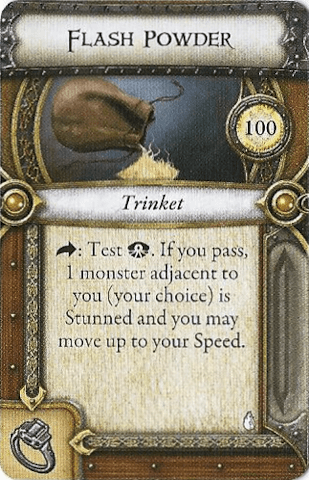 Flash Powder
100
Trinket
: Test . If you pass,
1 monster adjacent to
you (your choice) is
Stunned and you may
move up to your Speed.